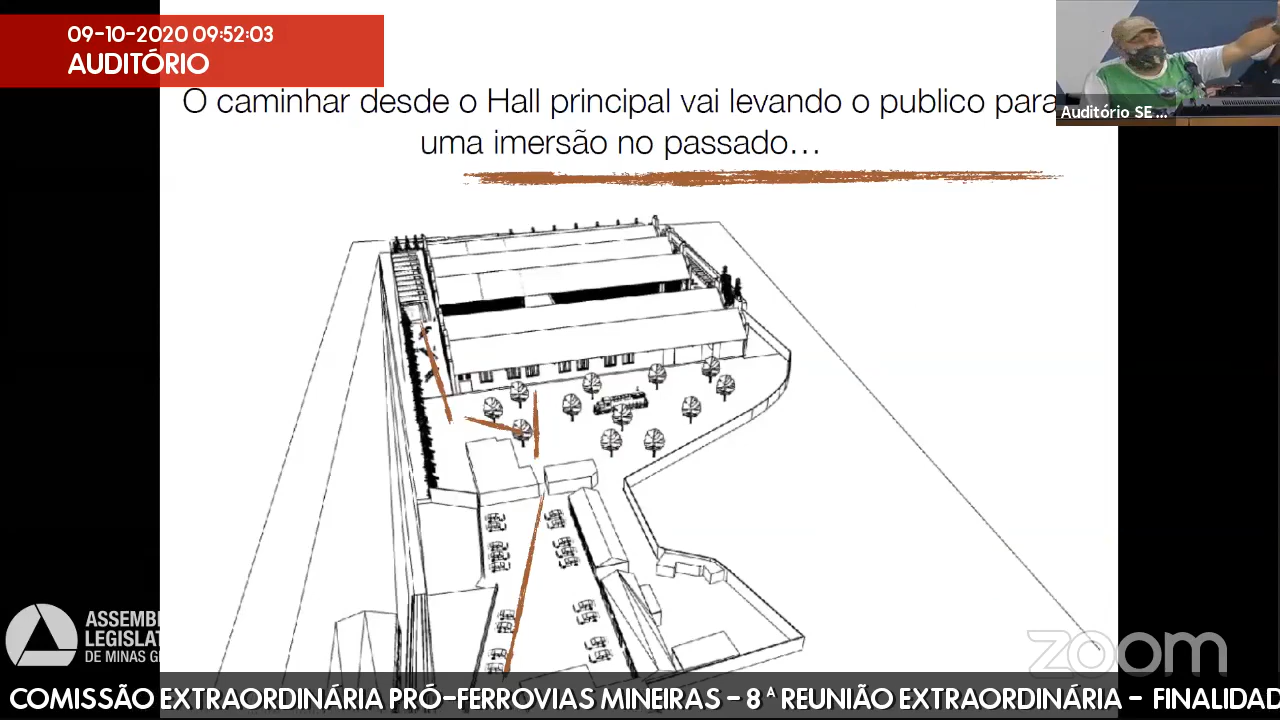 09-10-2020 09:52:03
AUDITÓRIO
O caminhar desde o Hall principal vai levando o publico para
uma imersão no passado...
Auditório SE ...
ASSEMB
LEGISLAT
DE MINAS G
zoom
COMISSÃO EXTRAORDINÁRIA PRÓ-FERROVIAS MINEIRAS - 8ª REUNIÃO EXTRAORDINÁRIA - FINALIDAD